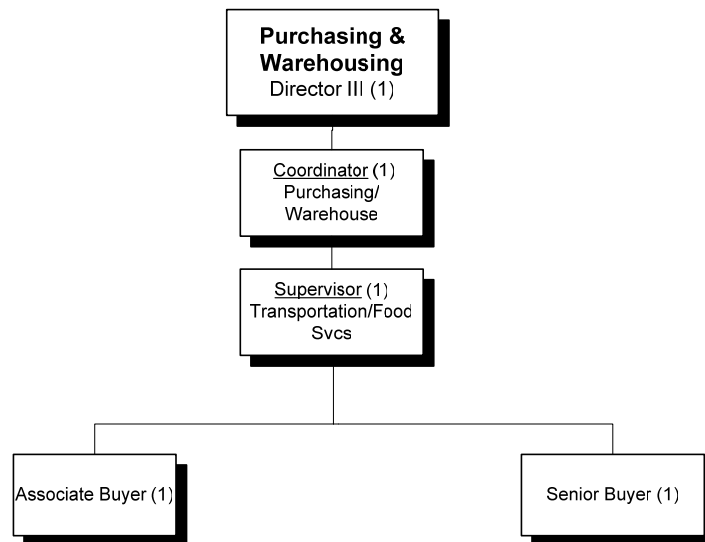 Purchasing &
Warehousing
Director III (1)
Coordinator (1)
Purchasing/
Warehouse
Supervisor (1)
Transportation/Food
Svcs
Associate Buyer (1)
Senior Buyer (1)